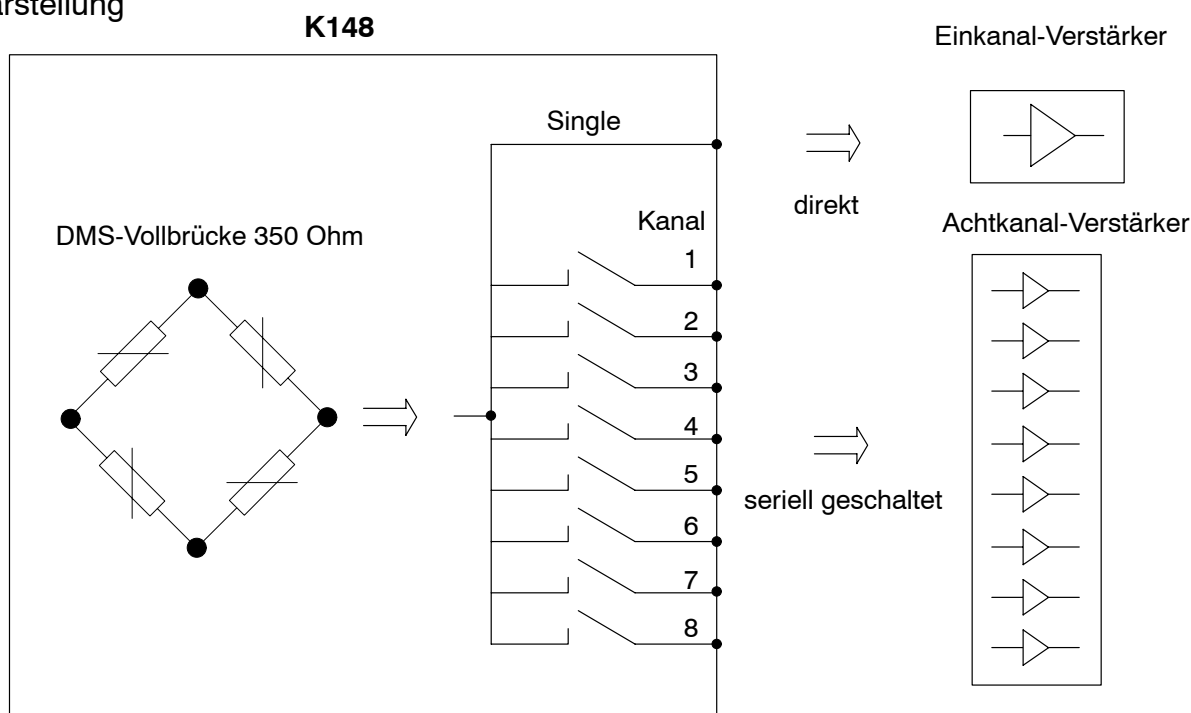 K148
Einkanal-Verstärker
Single
direkt
Kanal
DMS-Vollbrücke 350 Ohm
Achtkanal-Verstärker
1
2
3
4
5
seriell geschaltet
6
7
8